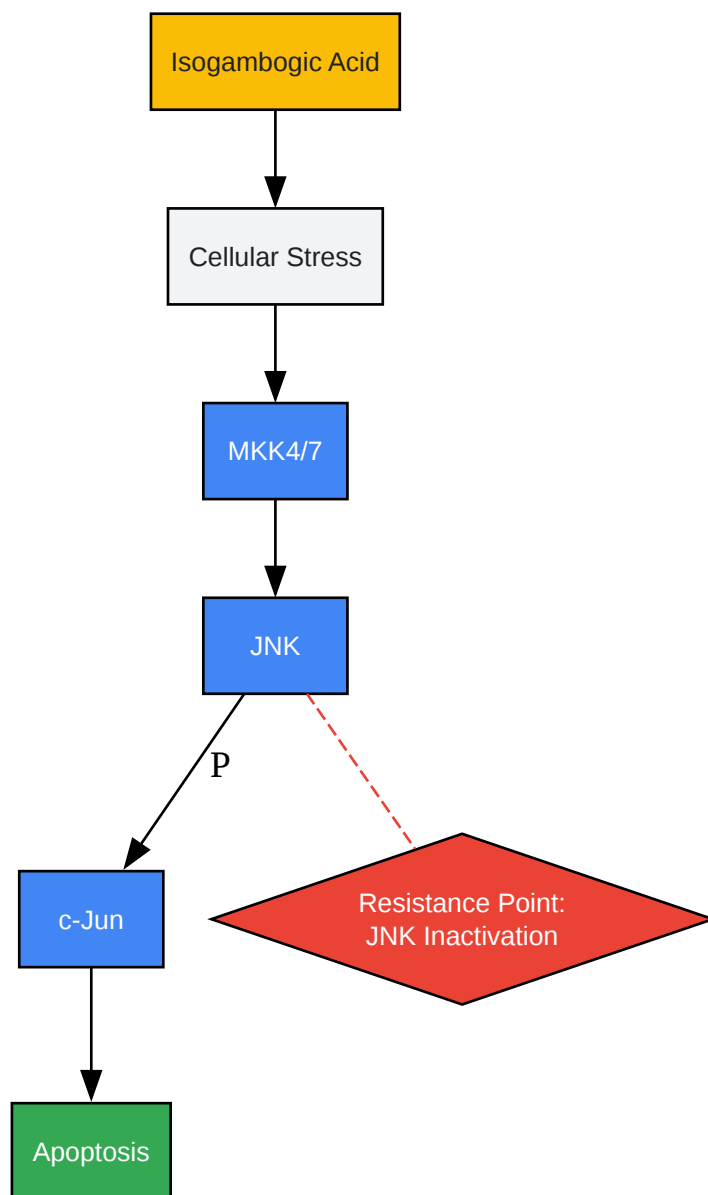 Isogambogic Acid
Cellular Stress
MKK4/7
JNK
P
c-Jun
Resistance Point:
JNK Inactivation
Apoptosis